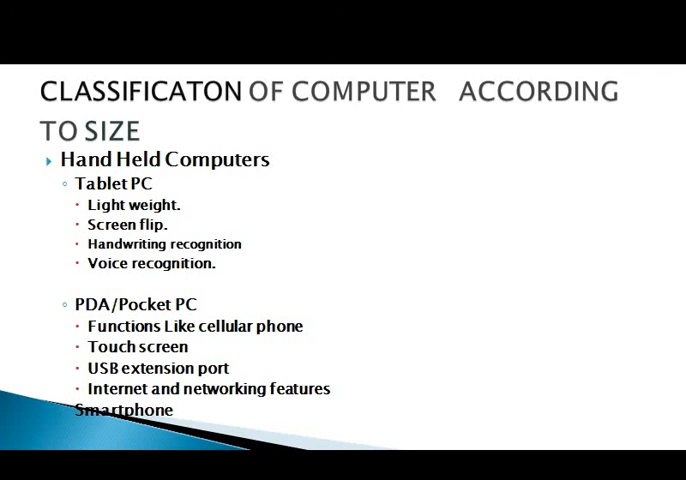 CLASSIFICATON OF COMPUTER ACCORDING
TO SIZE
Hand Held Computers
Tablet PC
Light weight.
Screen flip.
Handwriting recognition
Voice recognition.
PDA/Pocket PC
Functions Like cellular phone
Touch screen
USB extension port
Internet and networking features
Smartphone